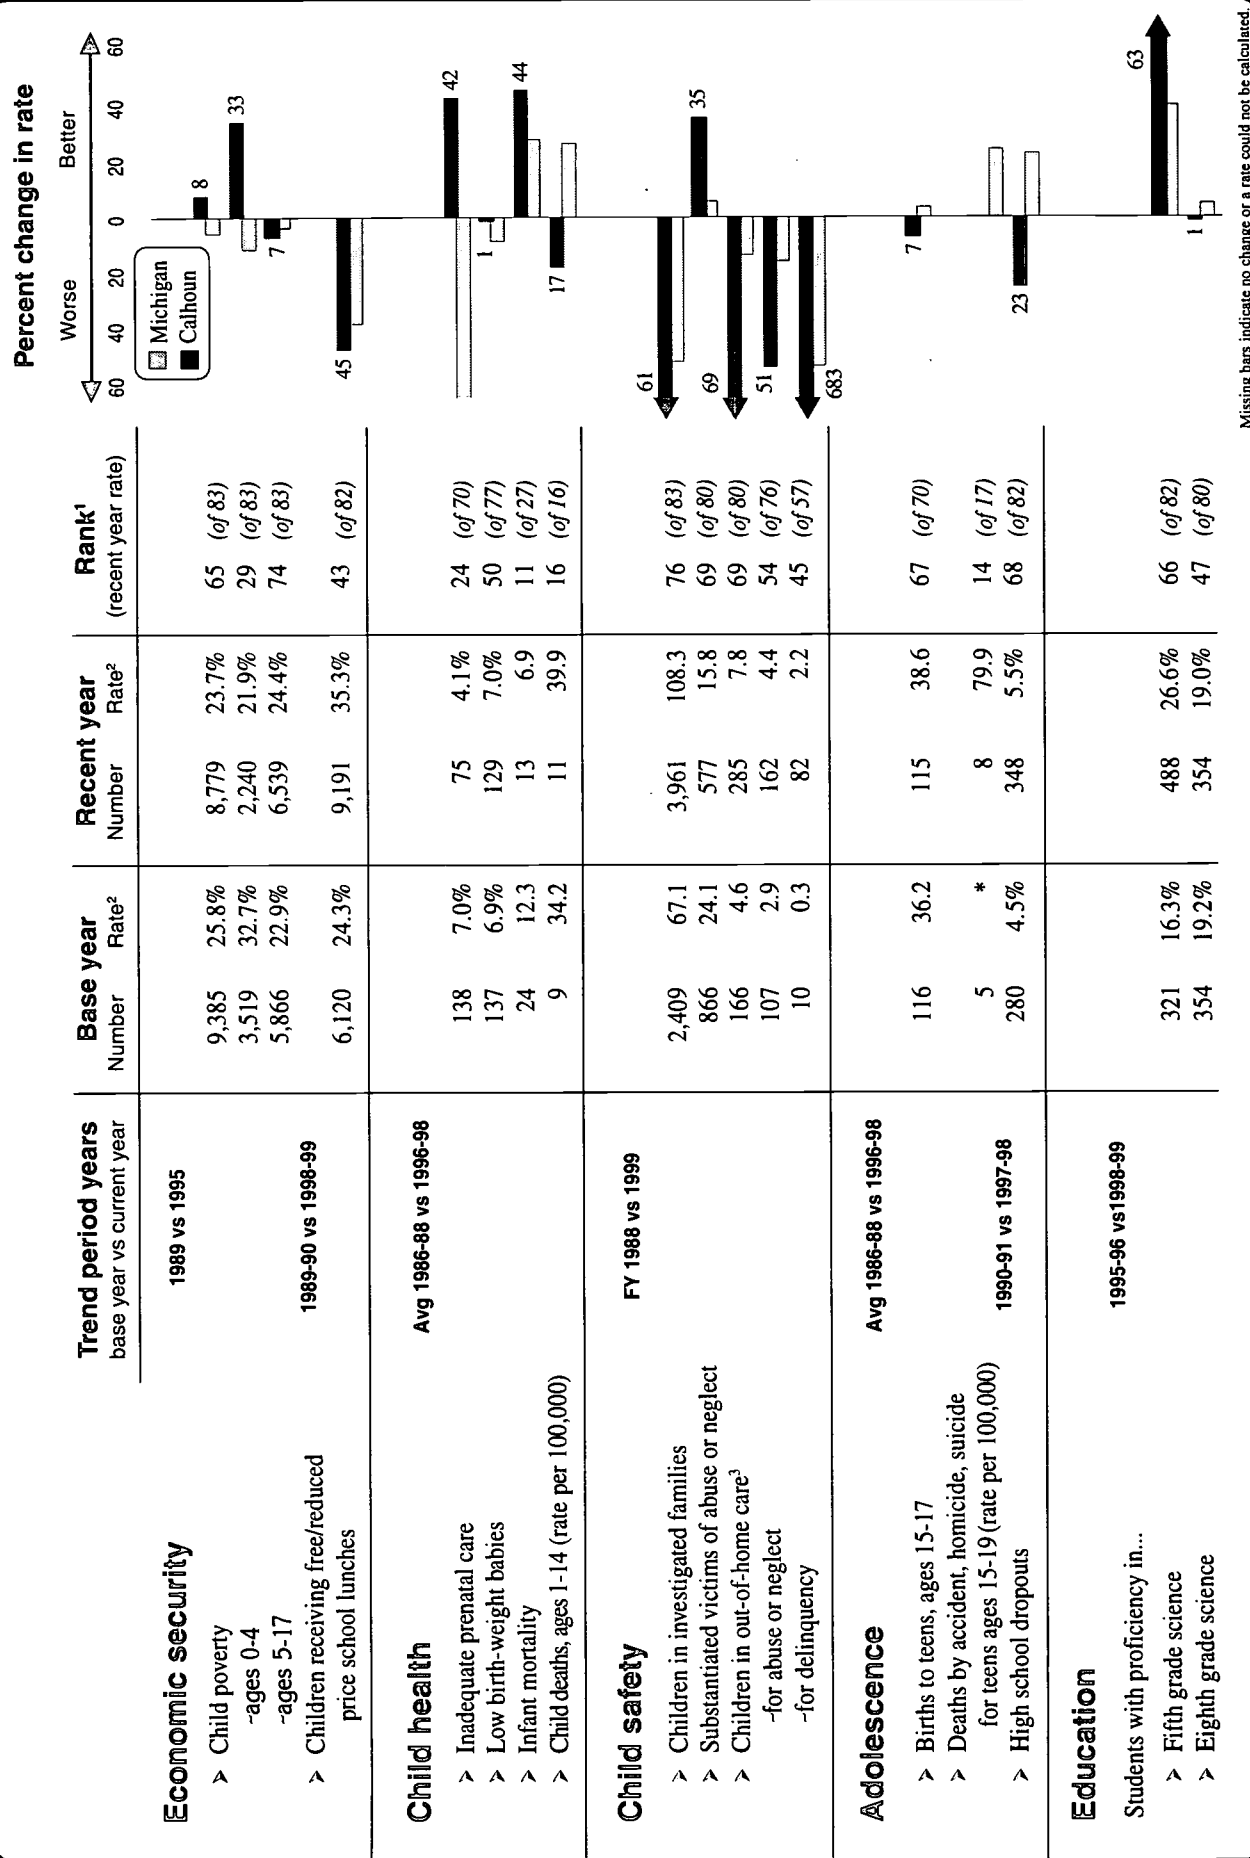 Percent change in rate
Trend period years Base year Recent year Rank¹ Worse Better
base year vs current year Number Rate² Number Rate² (recent year rate) 60 40 20 0 20 40 60
Economic security
1989 vs 1995
Michigan
Calhoun
➤ Child poverty 9,385 25.8% 8,779 23.7% 65 (of 83) 8
-ages 0-4 3,519 32.7% 2,240 21.9% 29 (of 83) 33
-ages 5-17 5,866 22.9% 6,539 24.4% 74 (of 83) 7
➤ Children receiving free/reduced 1989-90 vs 1998-99
price school lunches 6,120 24.3% 9,191 35.3% 43 (of 82) 45
Child health
Avg 1986-88 vs 1996-98
➤ Inadequate prenatal care 138 7.0% 75 4.1% 24 (of 70) 42
➤ Low birth-weight babies 137 6.9% 129 7.0% 50 (of 77) 1
➤ Infant mortality 24 12.3 13 6.9 11 (of 27) 44
➤ Child deaths, ages 1-14 (rate per 100,000) 9 34.2 11 39.9 16 (of 16) 17
Child safety
FY 1988 vs 1999
➤ Children in investigated families 2,409 67.1 3,961 108.3 76 (of 83) 61
➤ Substantiated victims of abuse or neglect 866 24.1 577 15.8 69 (of 80) 35
➤ Children in out-of-home care³ 166 4.6 285 7.8 69 (of 80) 69
-for abuse or neglect 107 2.9 162 4.4 54 (of 76) 51
-for delinquency 10 0.3 82 2.2 45 (of 57) 683
Adolescence
Avg 1986-88 vs 1996-98
➤ Births to teens, ages 15-17 116 36.2 115 38.6 67 (of 70) 7
➤ Deaths by accident, homicide, suicide
for teens ages 15-19 (rate per 100,000) 5 * 8 79.9 14 (of 17)
➤ High school dropouts 1990-91 vs 1997-98 280 4.5% 348 5.5% 68 (of 82) 23
Education
1995-96 vs1998-99
Students with proficiency in...
➤ Fifth grade science 321 16.3% 488 26.6% 66 (of 82) 63
➤ Eighth grade science 354 19.2% 354 19.0% 47 (of 80) 1
Missing bars indicate no change or a rate could not be calculated.